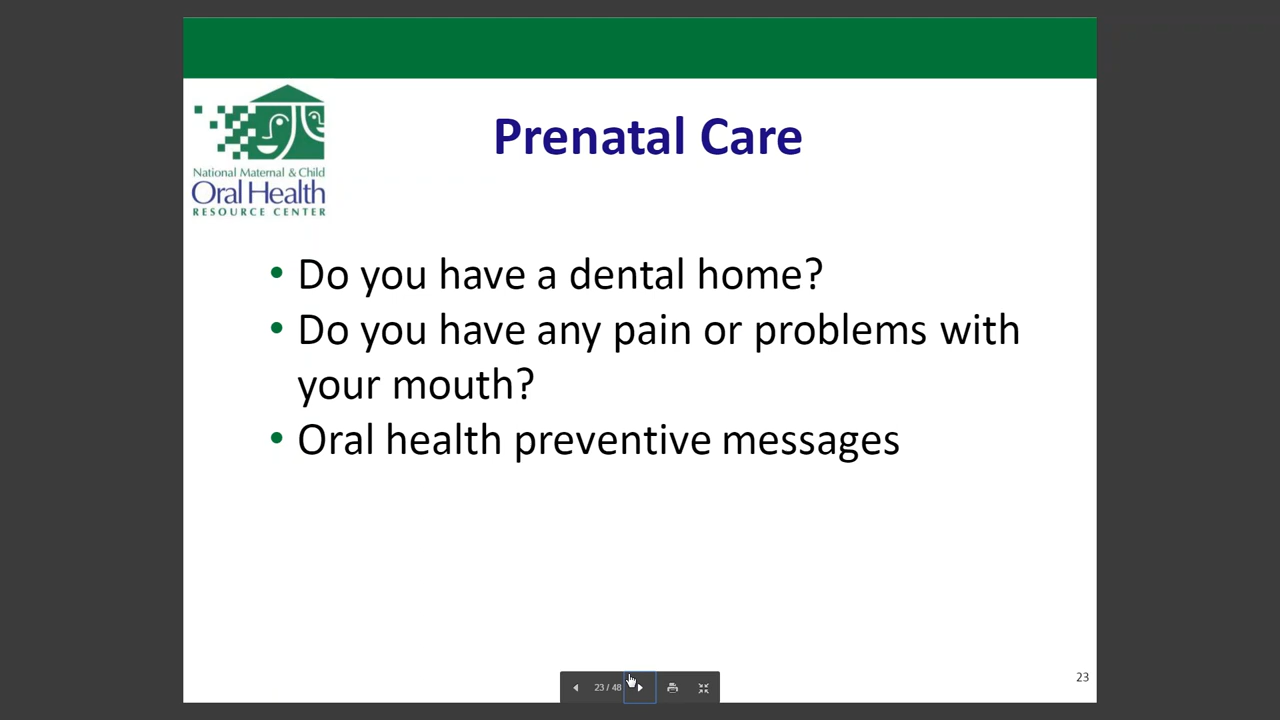 National Maternal & Child
Oral Health
RESOURCE CENTER
Prenatal Care
• Do you have a dental home?
• Do you have any pain or problems with
your mouth?
• Oral health preventive messages
23
23 / 48